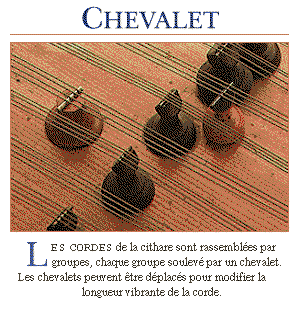 CHEVALET
LES CORDES de la cithare sont rassemblées par
groupes, chaque groupe soulevé par un chevalet.
Les chevalets peuvent être déplacés pour modifier la
longueur vibrante de la corde.